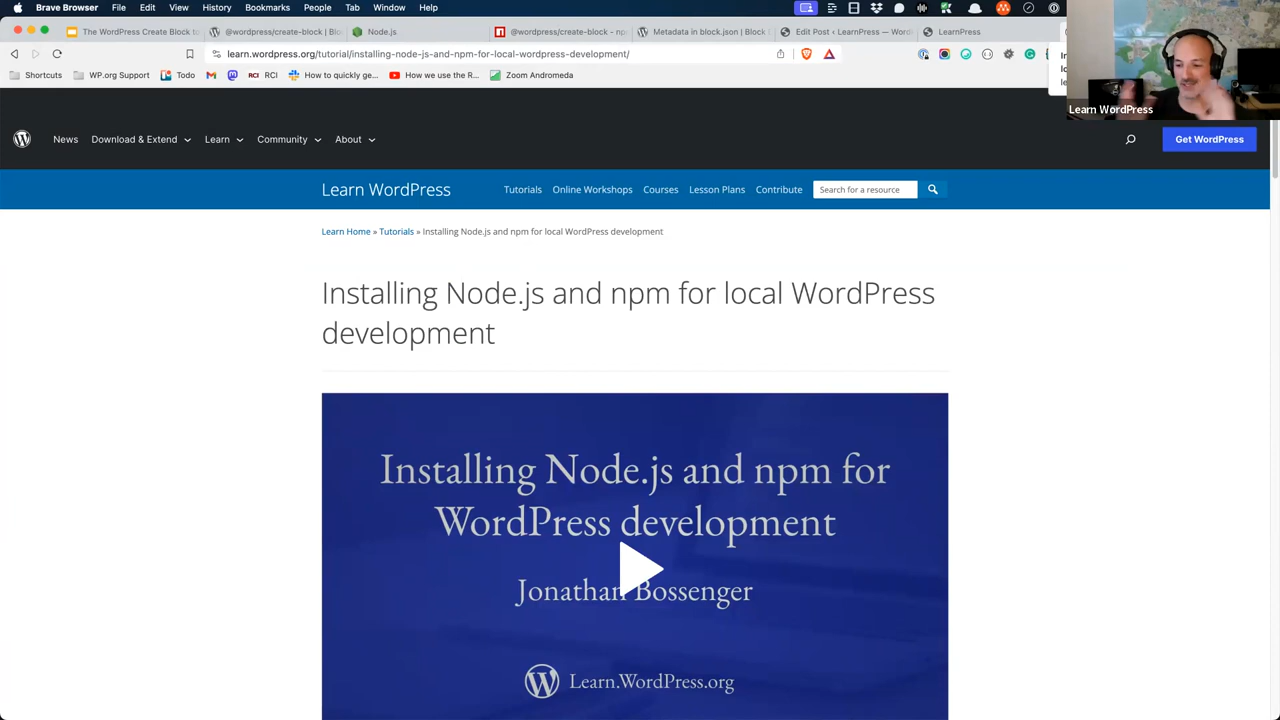 Brave Browser File Edit View History Bookmarks People Tab Window Help
The WordPress Create Block to
@wordpress/create-block | Blo
Node.js
@wordpress/create-block - np
Metadata in block.json | Block
Edit Post ‹ LearnPress — Word
LearnPress
learn.wordpress.org/tutorial/installing-node-js-and-npm-for-local-wordpress-development/
Shortcuts WP.org Support Todo RCI RCI How to quickly ge... How we use the R... Zoom Andromeda
Learn WordPress
News Download & Extend Learn Community About Get WordPress
Learn WordPress Tutorials Online Workshops Courses Lesson Plans Contribute Search for a resource
Learn Home » Tutorials » Installing Node.js and npm for local WordPress development
Installing Node.js and npm for local WordPress
development
Installing Node.js and npm for
WordPress development
Jonathan Bossenger
Learn.WordPress.org